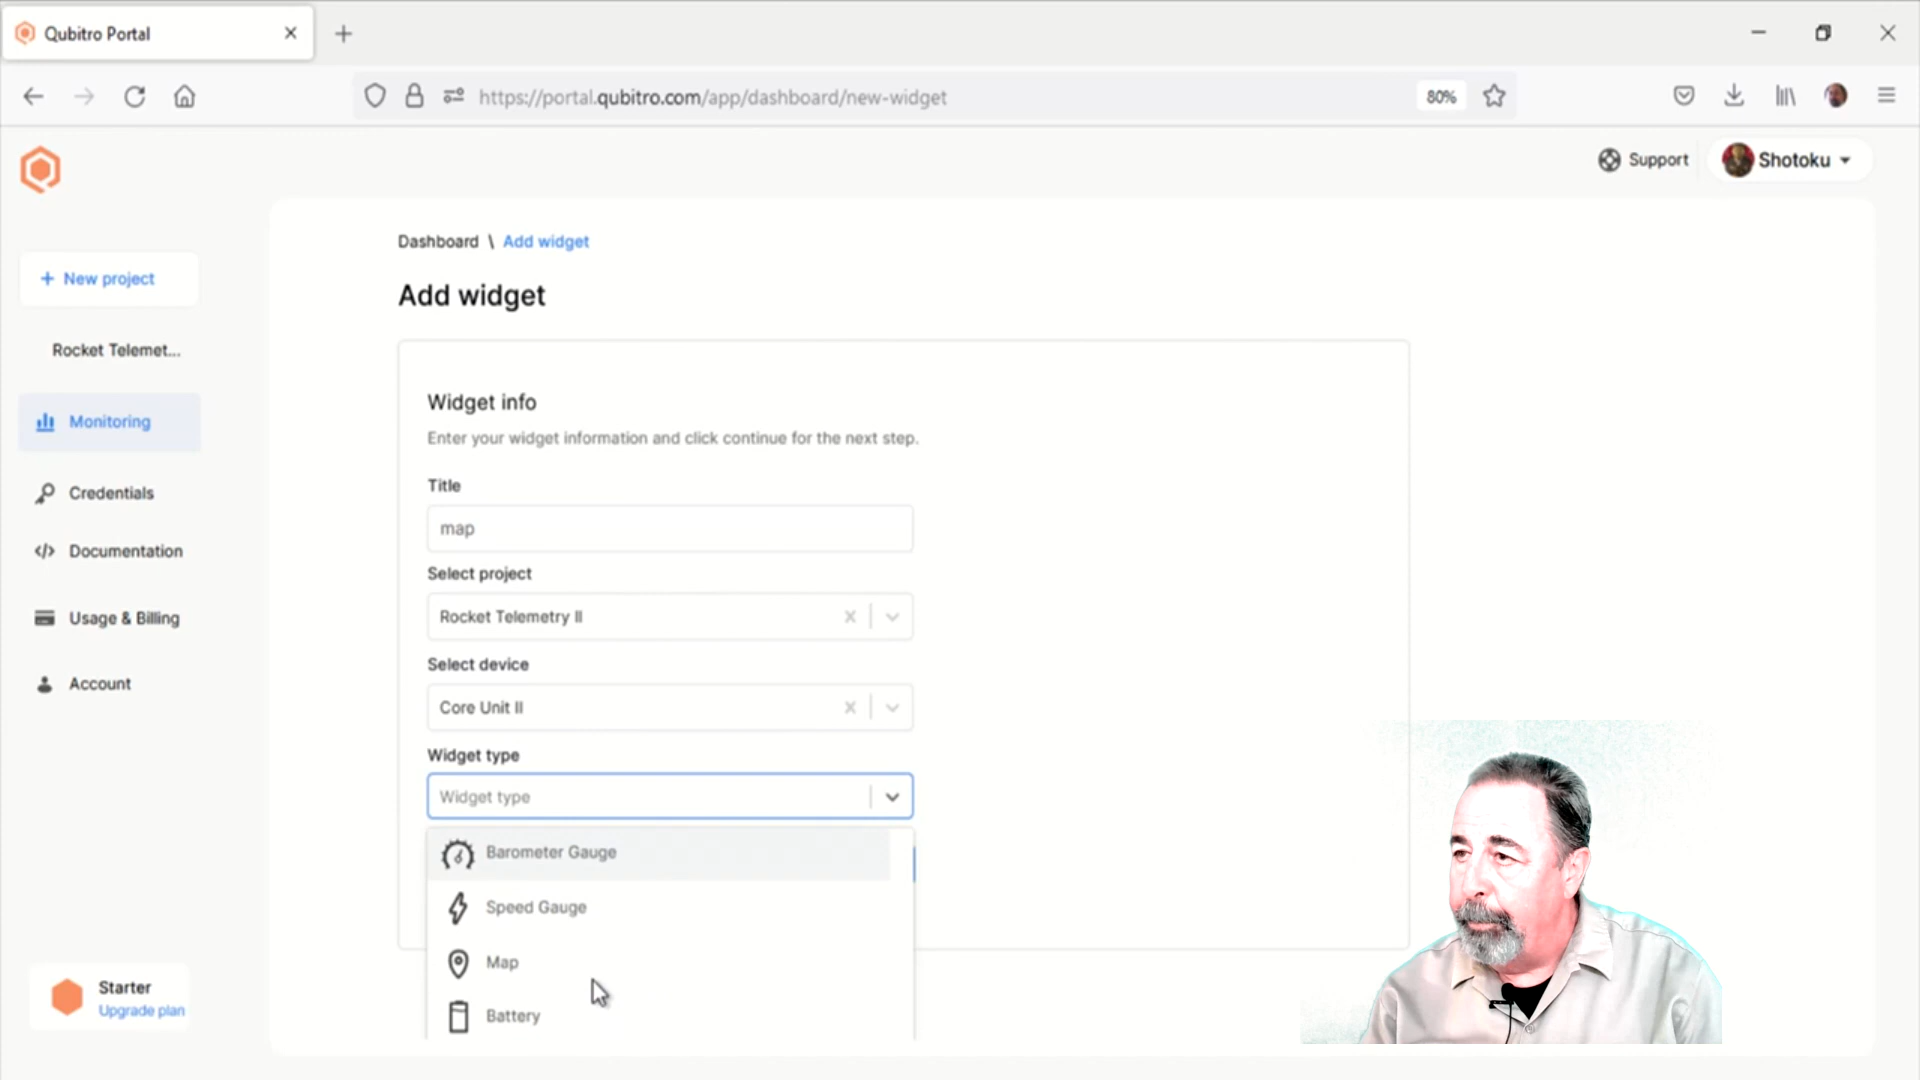 Qubitro Portal
https://portal.qubitro.com/app/dashboard/new-widget
80%
Support
Shotoku
Dashboard \ Add widget
+ New project
Add widget
Rocket Telemet...
Monitoring
Widget info
Enter your widget information and click continue for the next step.
Credentials
Title
map
Documentation
Select project
Rocket Telemetry II
Usage & Billing
Select device
Account
Core Unit II
Widget type
Widget type
Barometer Gauge
Speed Gauge
Map
Battery
Starter
Upgrade plan